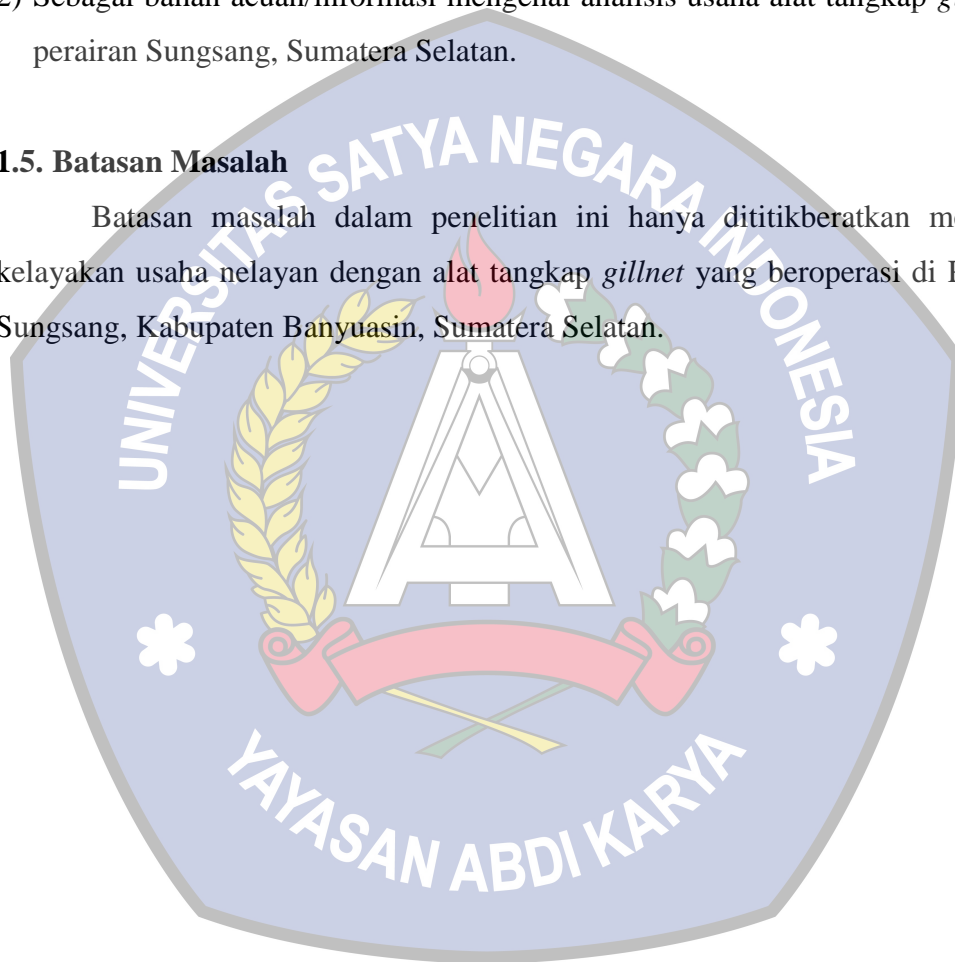 2) Sebagai bahan acuan/informasi mengenai analisis usaha alat tangkap
perairan Sungsang, Sumatera Selatan.
1.5. Batasan Masalah
Batasan masalah dalam penelitian ini hanya dititikberatkan
kelayakan usaha nelayan dengan alat tangkap gillnet yang beroperasi di
Sungsang, Kabupaten Banyuasin, Sumatera Selatan.
UNIVERSITAS SATYA NEGARA INDONESIA
YAYASAN ABDI KARYA